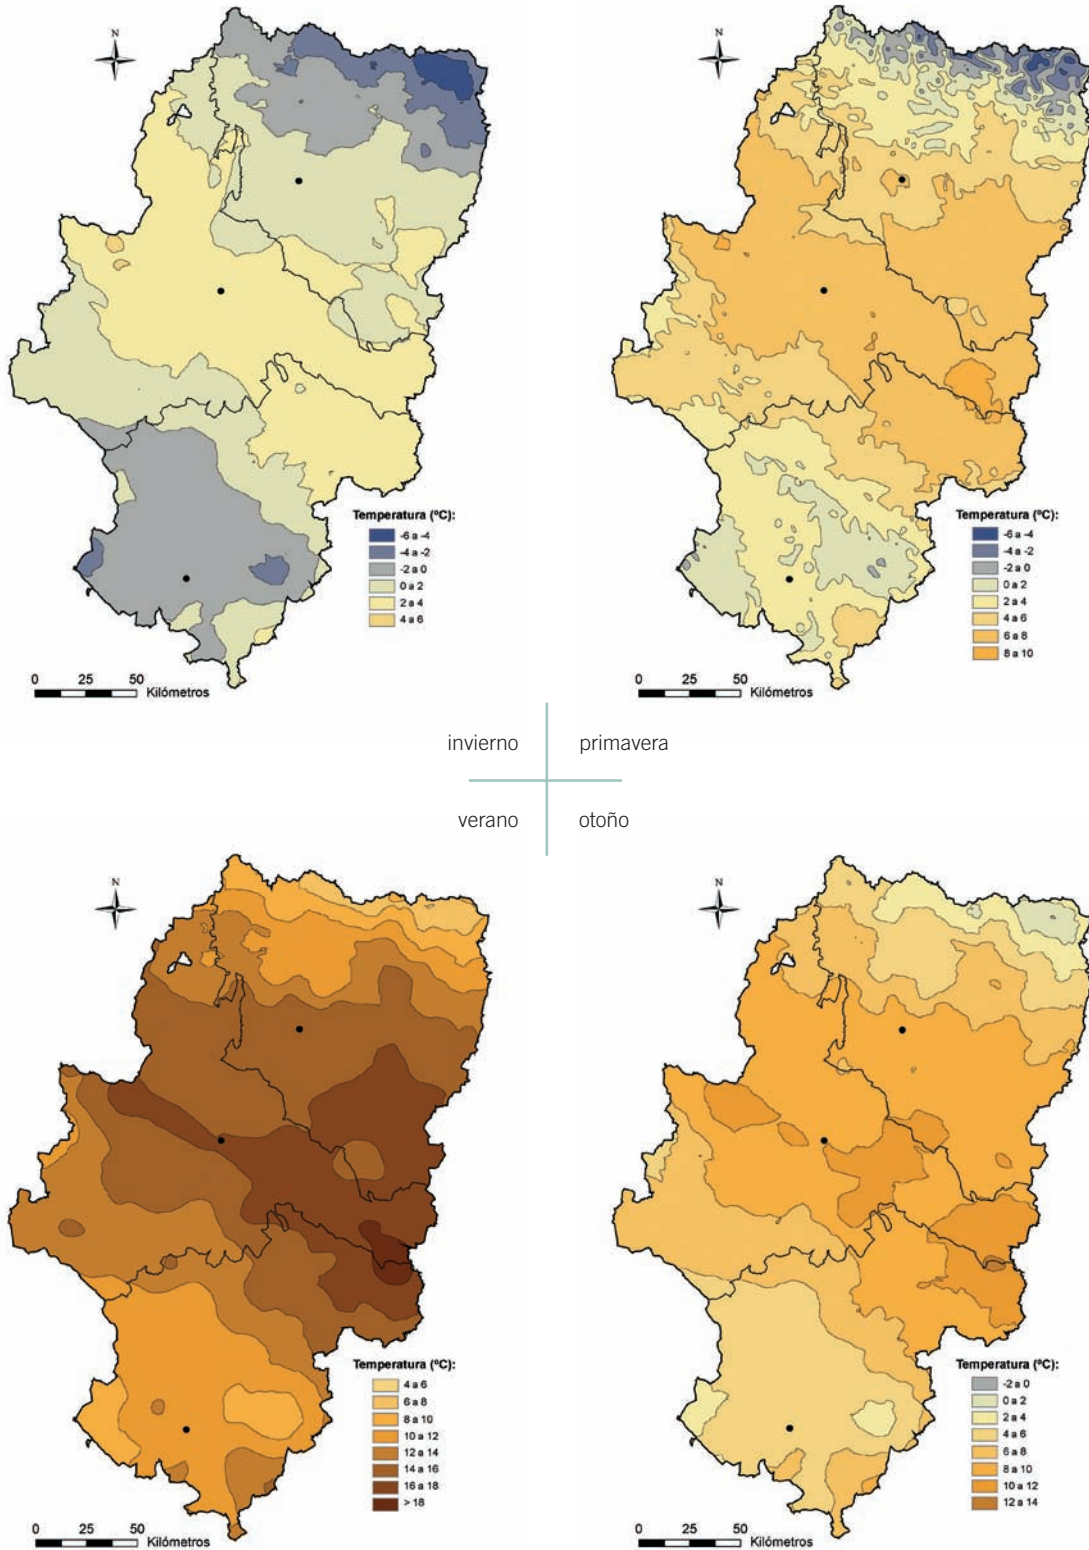 N
N
Temperatura (ºC):
-6 a -4
-4 a -2
-2 a 0
0 a 2
2 a 4
4 a 6
0 25 50
Kilómetros
Temperatura (ºC):
-6 a -4
-4 a -2
-2 a 0
0 a 2
2 a 4
4 a 6
6 a 8
8 a 10
0 25 50
Kilómetros
invierno
primavera
verano
otoño
N
N
Temperatura (ºC):
4 a 6
6 a 8
8 a 10
10 a 12
12 a 14
14 a 16
16 a 18
> 18
0 25 50
Kilómetros
Temperatura (ºC):
-2 a 0
0 a 2
2 a 4
4 a 6
6 a 8
8 a 10
10 a 12
12 a 14
0 25 50
Kilómetros